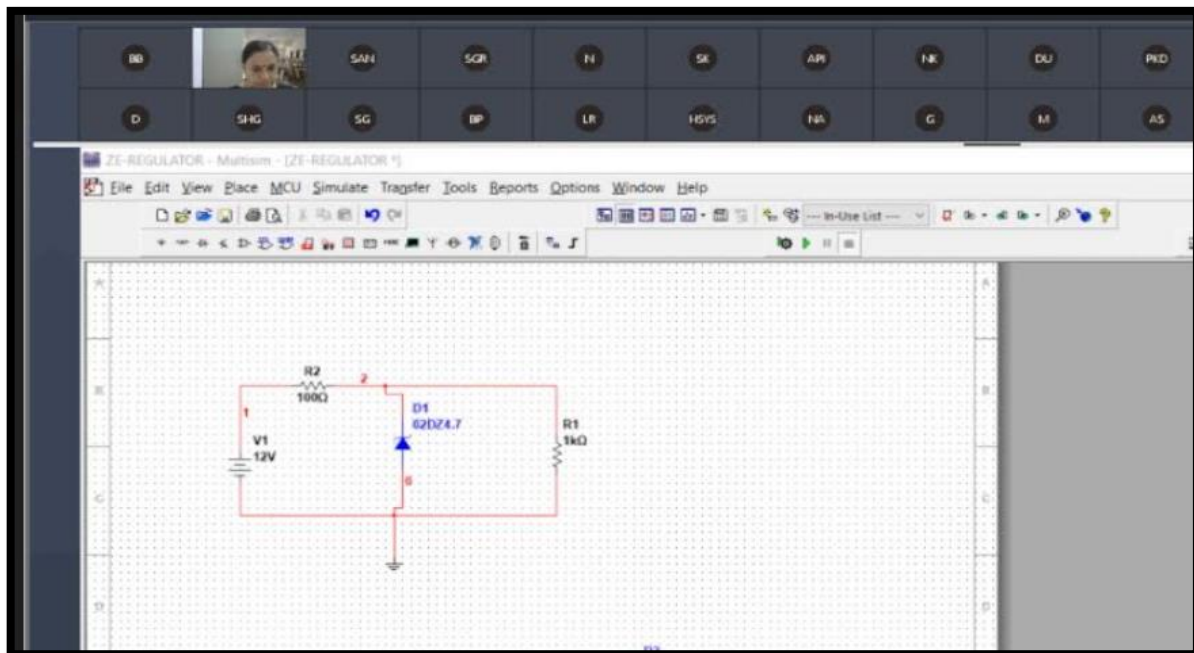 BB SAN SGR N SK API NK DU PKD
D SHG SG BP LR HSYS NA G M AS
ZE-REGULATOR - Multisim - [ZE-REGULATOR *]
File Edit View Place MCU Simulate Transfer Tools Reports Options Window Help
--- In-Use List ---
A A
B B
C C
D D
R2
100Ω
2
1
V1
12V
D1
02DZ4.7
0
R1
1kΩ